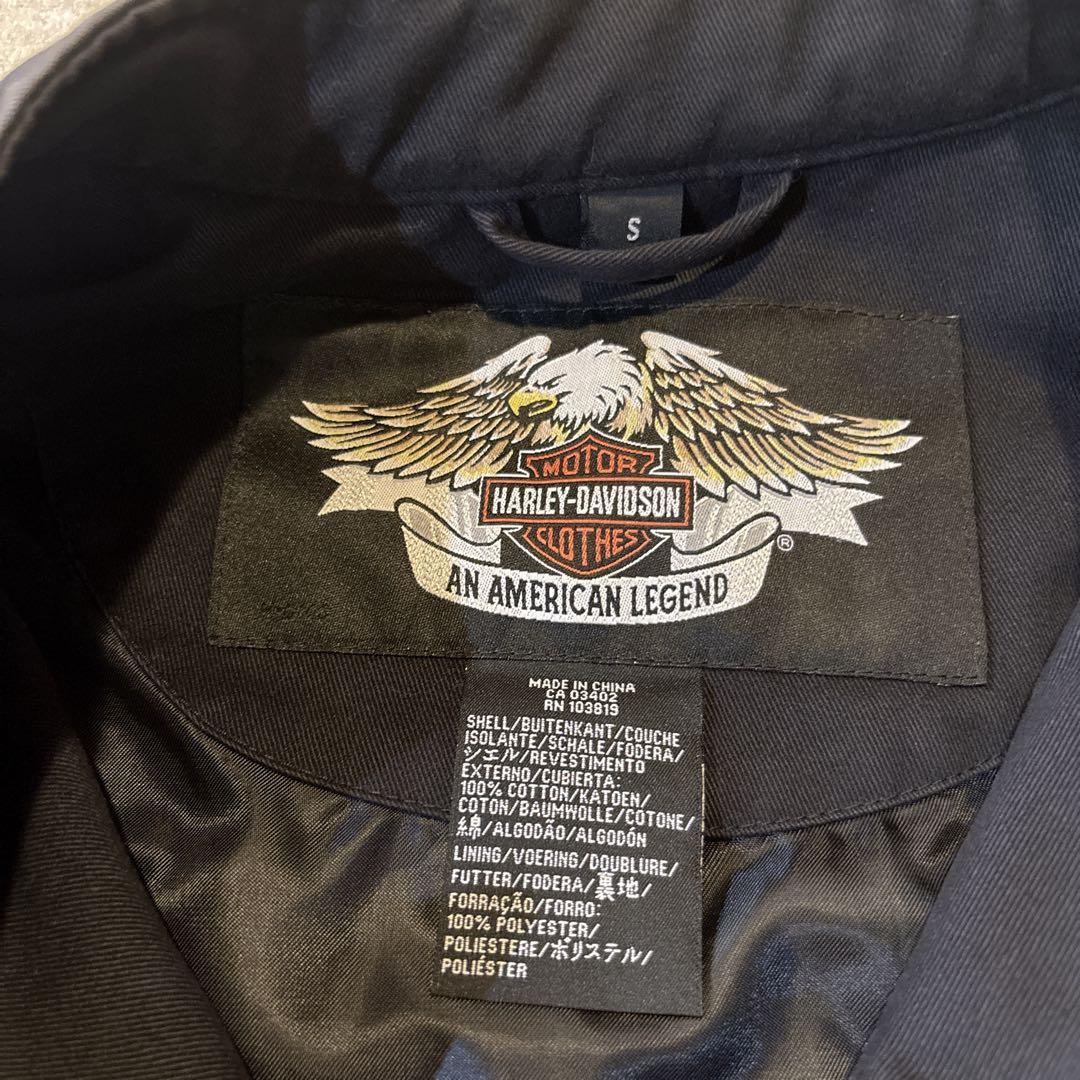 S
MOTOR
HARLEY-DAVIDSON
CLOTHES
®
AN AMERICAN LEGEND
MADE IN CHINA
CA 03402
RN 103819
SHELL/BUITENKANT/COUCHE
ISOLANTE/SCHALE/FODERA/
シェル/REVESTIMENTO
EXTERNO/CUBIERTA:
100% COTTON/KATOEN/
COTON/BAUMWOLLE/COTONE/
綿/ALGODÃO/ALGODÓN
LINING/VOERING/DOUBLURE/
FUTTER/FODERA/裏地/
FORRAÇÃO/FORRO:
100% POLYESTER/
POLIESTERE/ポリステル/
POLIÉSTER